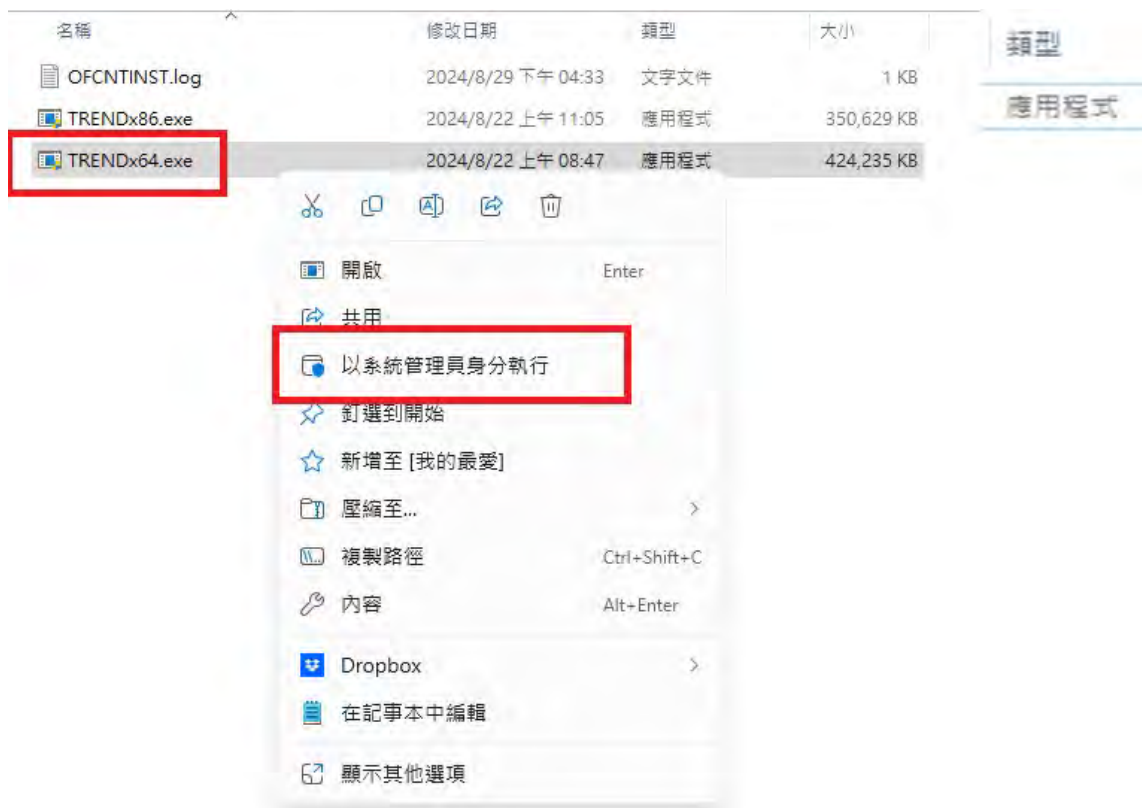 名稱 修改日期 類型 大小
OFCNTINST.log 2024/8/29 下午 04:33 文字文件 1 KB
TRENDx86.exe 2024/8/22 上午 11:05 應用程式 350,629 KB
TRENDx64.exe 2024/8/22 上午 08:47 應用程式 424,235 KB
類型
應用程式
開啟 Enter
共用
以系統管理員身分執行
釘選到開始
新增至 [我的最愛]
壓縮至...
複製路徑 Ctrl+Shift+C
內容 Alt+Enter
Dropbox
在記事本中編輯
顯示其他選項